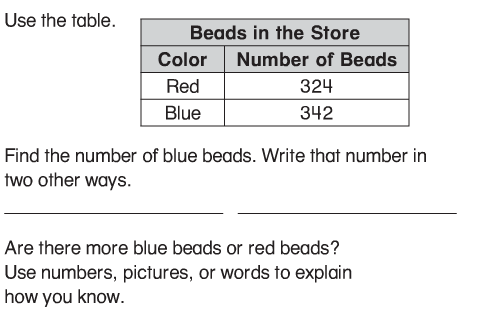 Use the table.
Beads in the Store
Color Number of Beads
Red 324
Blue 342
Find the number of blue beads. Write that number in
two other ways.
Are there more blue beads or red beads?
Use numbers, pictures, or words to explain
how you know.